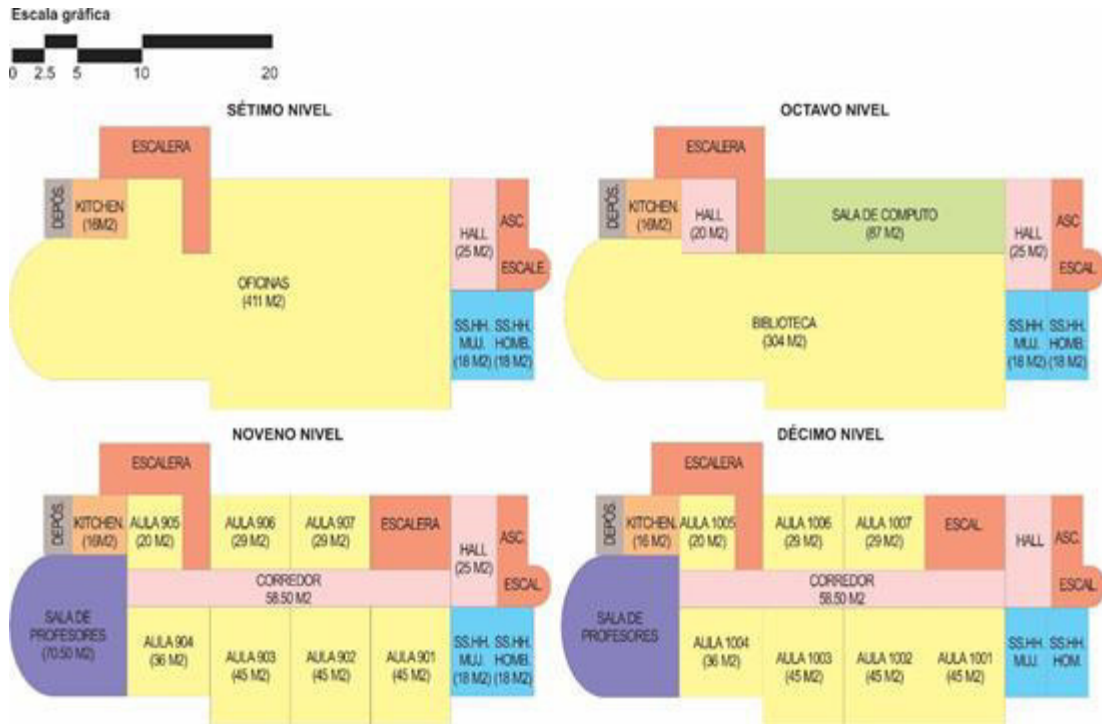 Escala gráfica
0 2.5 5 10 20
SÉTIMO NIVEL
ESCALERA
DEPÓS.
KITCHEN.
(16M2)
HALL
(25 M2)
ASC.
ESCALE.
OFICINAS
(411 M2)
SS.HH. SS.HH.
MUJ. HOMB.
(18 M2) (18 M2)
OCTAVO NIVEL
ESCALERA
DEPÓS.
KITCHEN.
(16M2)
HALL
(20 M2)
SALA DE COMPUTO
(87 M2)
HALL
(25 M2)
ASC.
ESCAL.
BIBLIOTECA
(304 M2)
SS.HH. SS.HH.
MUJ. HOMB.
(18 M2) (18 M2)
NOVENO NIVEL
ESCALERA
DEPÓS.
KITCHEN.
(16M2)
AULA 905
(20 M2)
AULA 906
(29 M2)
AULA 907
(29 M2)
ESCALERA
HALL
(25 M2)
ASC.
ESCAL.
CORREDOR
58.50 M2
SALA DE
PROFESORES
(70.50 M2)
AULA 904
(36 M2)
AULA 903
(45 M2)
AULA 902
(45 M2)
AULA 901
(45 M2)
SS.HH. SS.HH.
MUJ. HOMB.
(18 M2) (18 M2)
DÉCIMO NIVEL
ESCALERA
DEPÓS.
KITCHEN.
(16 M2)
AULA 1005
(20 M2)
AULA 1006
(29 M2)
AULA 1007
(29 M2)
ESCAL.
HALL
ASC.
ESCAL.
CORREDOR
58.50 M2
SALA DE
PROFESORES
AULA 1004
(36 M2)
AULA 1003
(45 M2)
AULA 1002
(45 M2)
AULA 1001
(45 M2)
SS.HH. SS.HH.
MUJ. HOM.